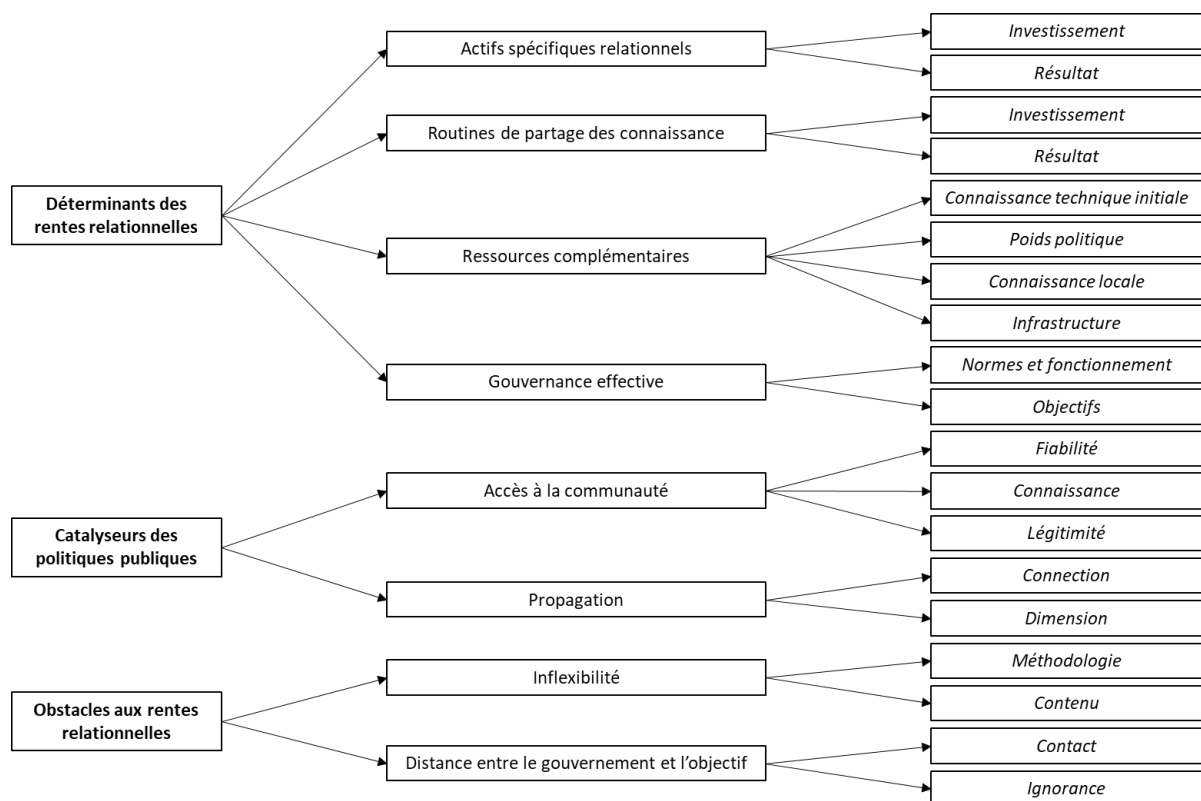 Déterminants des
rentes relationnelles
Actifs spécifiques relationnels
Investissement
Résultat
Routines de partage des connaissance
Investissement
Résultat
Ressources complémentaires
Connaissance technique initiale
Poids politique
Connaissance locale
Infrastructure
Gouvernance effective
Normes et fonctionnement
Objectifs
Catalyseurs des
politiques publiques
Accès à la communauté
Fiabilité
Connaissance
Légitimité
Propagation
Connection
Dimension
Obstacles aux rentes
relationnelles
Inflexibilité
Méthodologie
Contenu
Distance entre le gouvernement et l’objectif
Contact
Ignorance